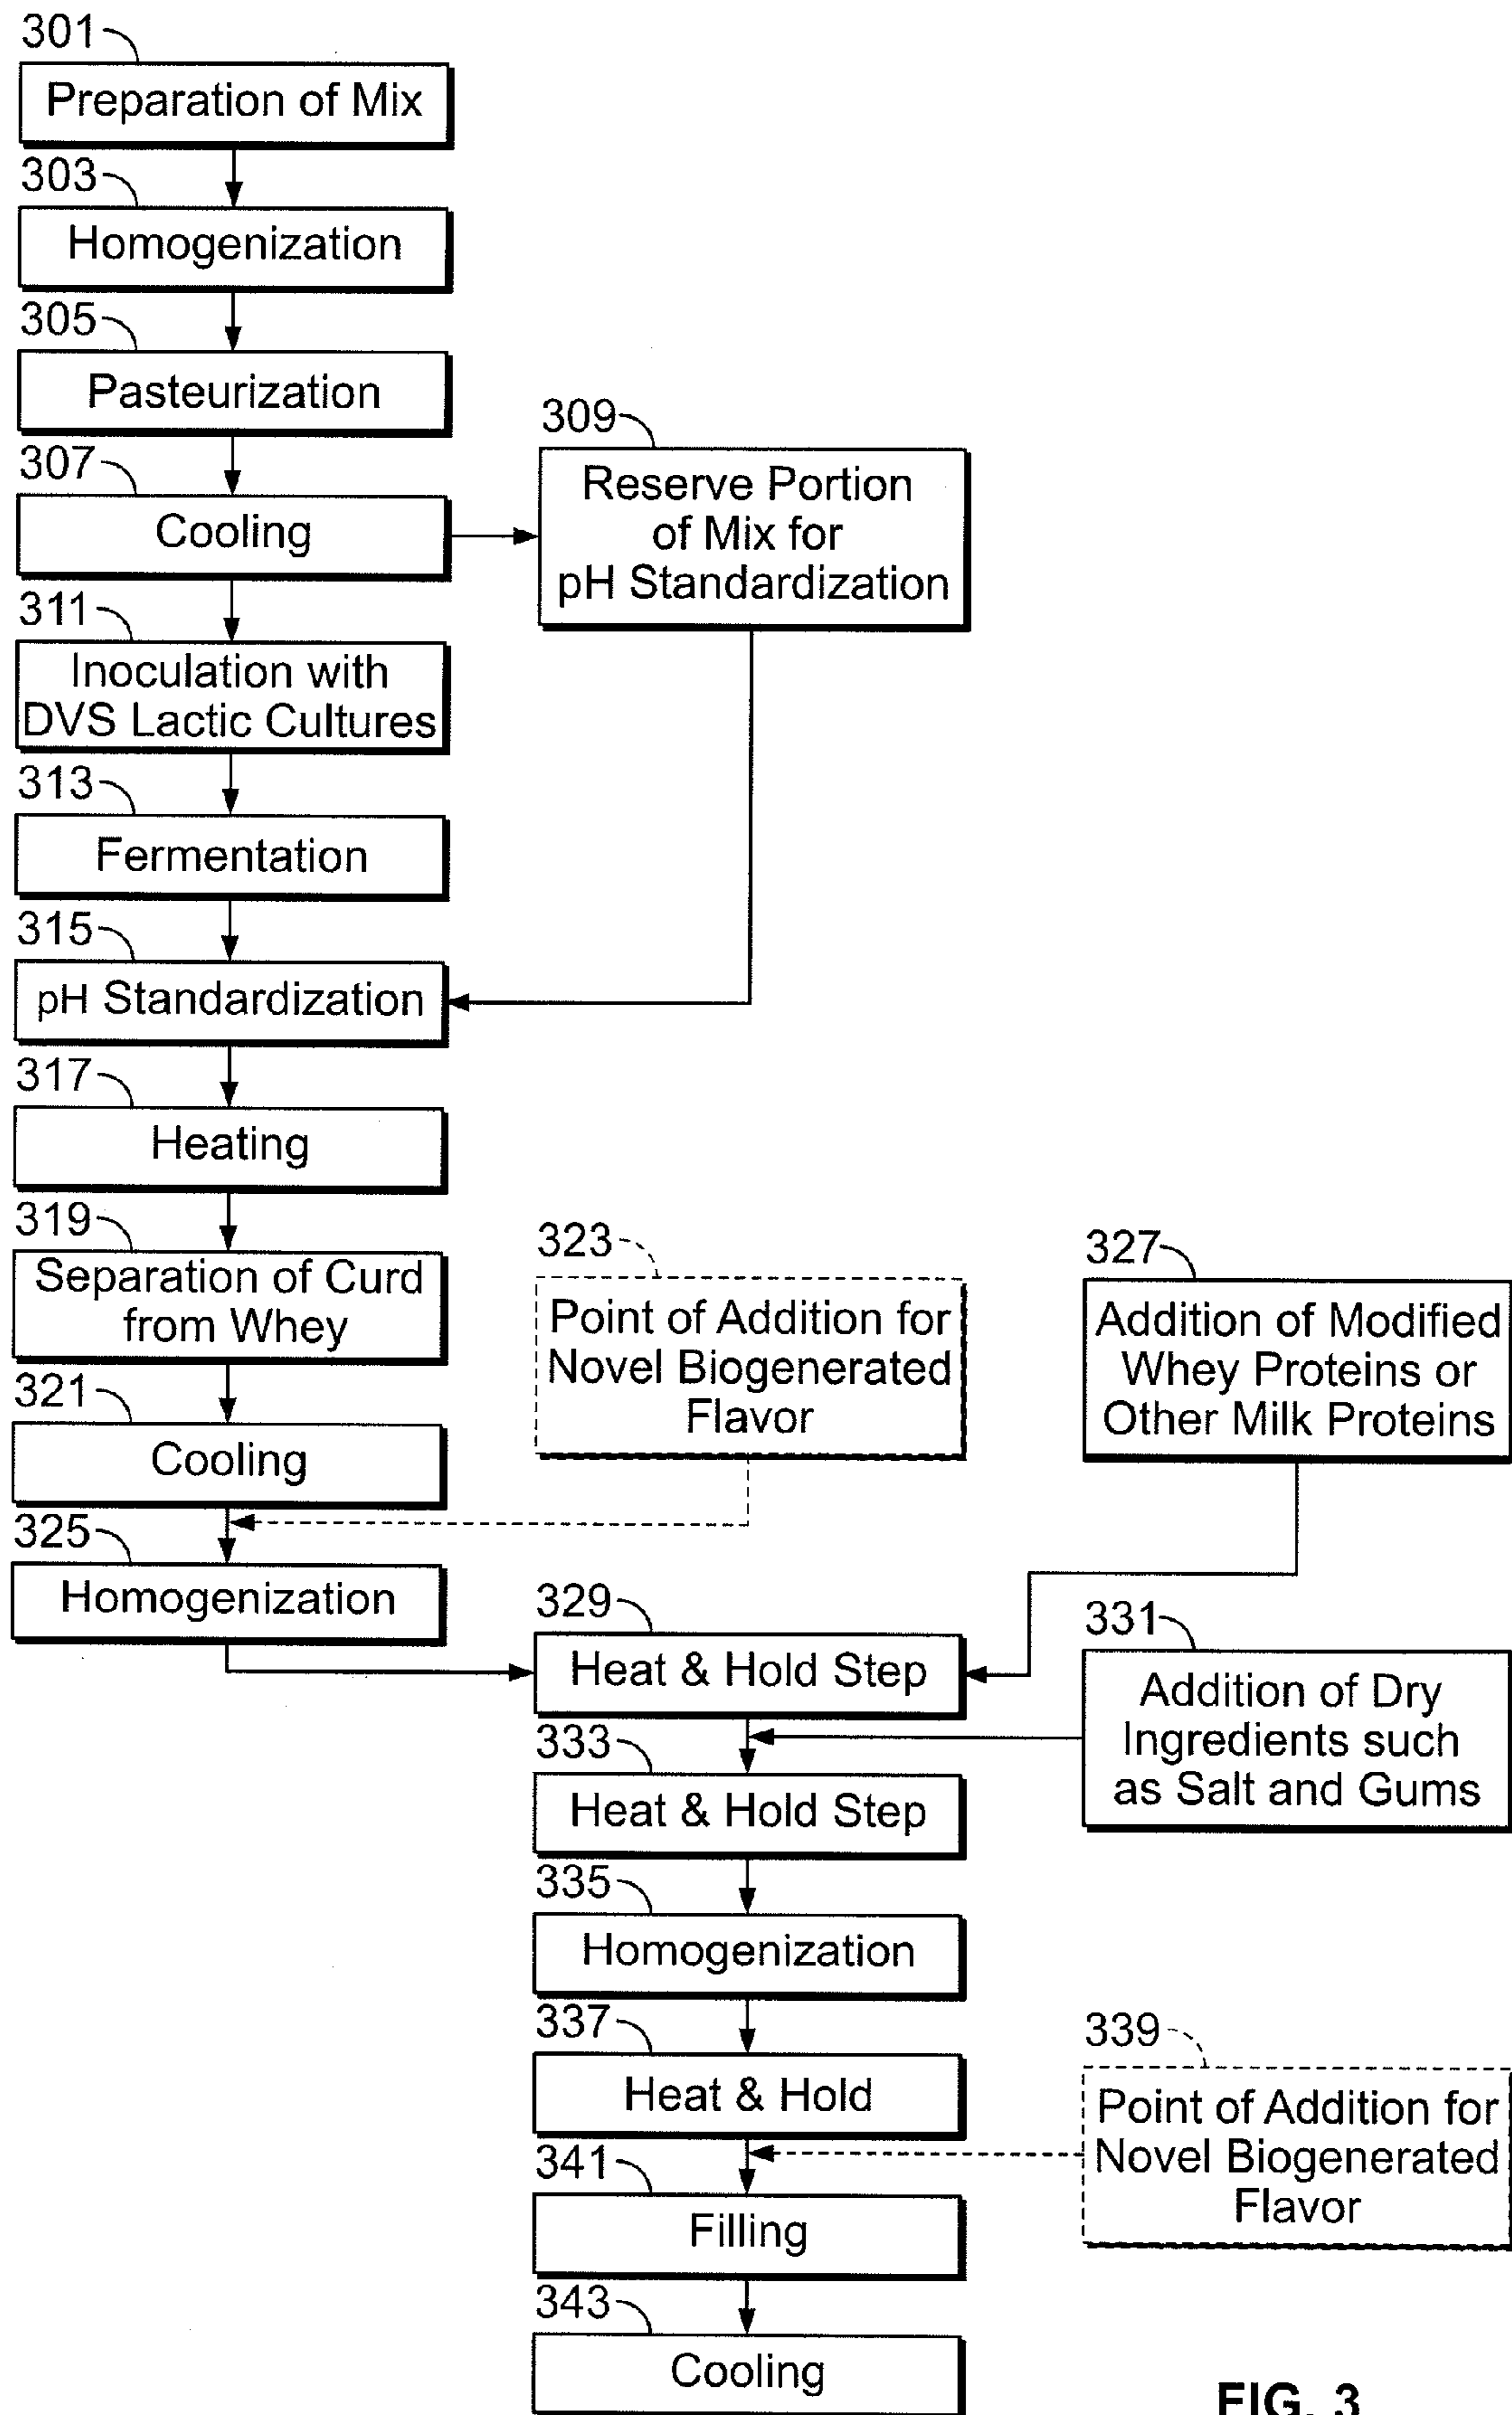 301
Preparation of Mix
303
Homogenization
305
Pasteurization
307
Cooling
309
Reserve Portion
of Mix for
pH Standardization
311
Inoculation with
DVS Lactic Cultures
313
Fermentation
315
pH Standardization
317
Heating
319
Separation of Curd
from Whey
321
Cooling
323
Point of Addition for
Novel Biogenerated
Flavor
325
Homogenization
327
Addition of Modified
Whey Proteins or
Other Milk Proteins
329
Heat & Hold Step
331
Addition of Dry
Ingredients such
as Salt and Gums
333
Heat & Hold Step
335
Homogenization
337
Heat & Hold
339
Point of Addition for
Novel Biogenerated
Flavor
341
Filling
343
Cooling
FIG. 3